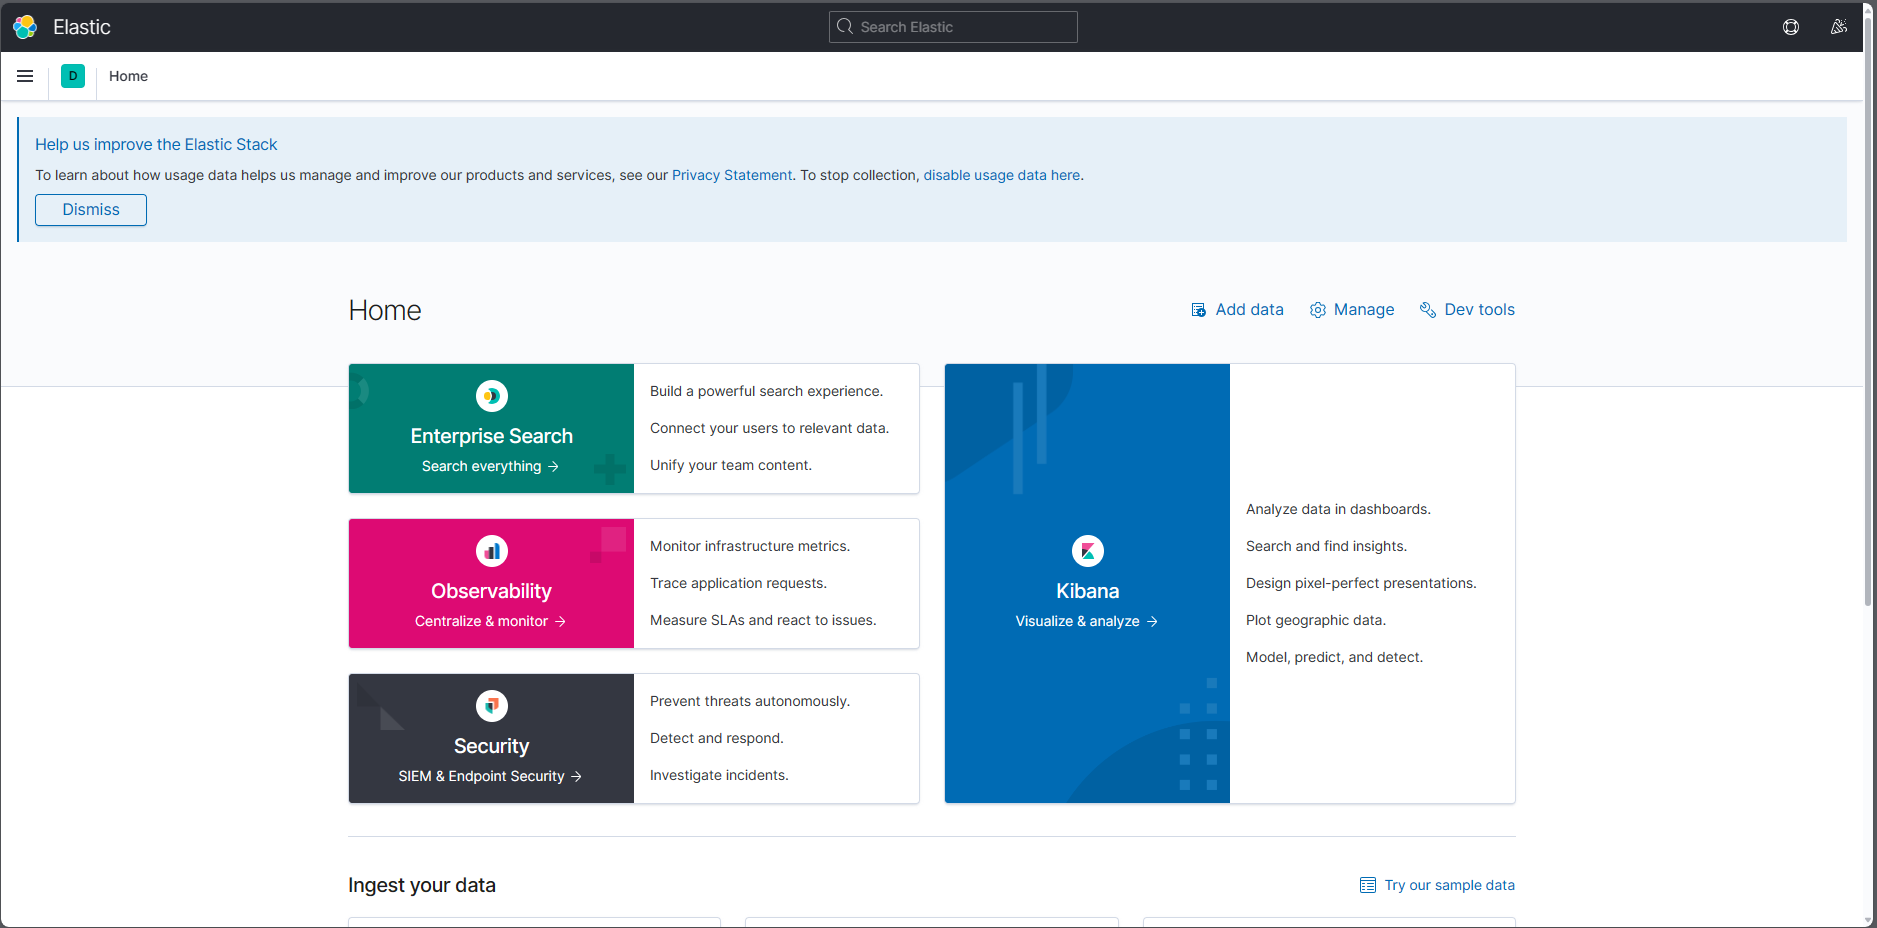 Elastic
Search Elastic
D
Home
Help us improve the Elastic Stack
To learn about how usage data helps us manage and improve our products and services, see our Privacy Statement. To stop collection, disable usage data here.
Dismiss
Home
Add data
Manage
Dev tools
Enterprise Search
Search everything →
Build a powerful search experience.
Connect your users to relevant data.
Unify your team content.
Observability
Centralize & monitor →
Monitor infrastructure metrics.
Trace application requests.
Measure SLAs and react to issues.
Security
SIEM & Endpoint Security →
Prevent threats autonomously.
Detect and respond.
Investigate incidents.
Kibana
Visualize & analyze →
Analyze data in dashboards.
Search and find insights.
Design pixel-perfect presentations.
Plot geographic data.
Model, predict, and detect.
Ingest your data
Try our sample data